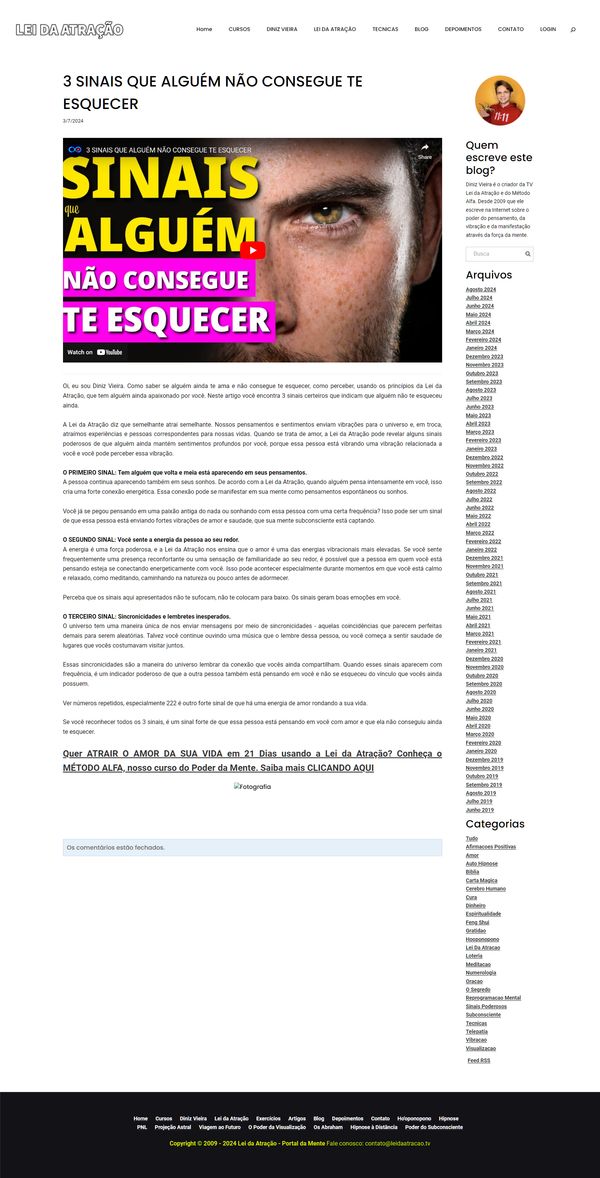 LEI DA ATRAÇÃO
Home CURSOS DINIZ VIEIRA LEI DA ATRAÇÃO TECNICAS BLOG DEPOIMENTOS CONTATO LOGIN
3 SINAIS QUE ALGUÉM NÃO CONSEGUE TE
ESQUECER
3/7/2024
3 SINAIS QUE ALGUÉM NÃO CONSEGUE TE ESQUECER
Share
SINAIS
que
ALGUÉM
NÃO CONSEGUE
TE ESQUECER
Watch on YouTube
Oi, eu sou Diniz Vieira. Como saber se alguém ainda te ama e não consegue te esquecer, como perceber, usando os princípios da Lei da
Atração, que tem alguém ainda apaixonado por você. Neste artigo você encontra 3 sinais certeiros que indicam que alguém não te esqueceu
ainda.
A Lei da Atração diz que semelhante atrai semelhante. Nossos pensamentos e sentimentos enviam vibrações para o universo e, em troca,
atraímos experiências e pessoas correspondentes para nossas vidas. Quando se trata de amor, a Lei da Atração pode revelar alguns sinais
poderosos de que alguém ainda mantém sentimentos profundos por você, porque essa pessoa está vibrando uma vibração relacionada a
você e você pode perceber essa vibração.
O PRIMEIRO SINAL: Tem alguém que volta e meia está aparecendo em seus pensamentos.
A pessoa continua aparecendo também em seus sonhos. De acordo com a Lei da Atração, quando alguém pensa intensamente em você, isso
cria uma forte conexão energética. Essa conexão pode se manifestar em sua mente como pensamentos espontâneos ou sonhos.
Você já se pegou pensando em uma paixão antiga do nada ou sonhando com essa pessoa com uma certa frequência? Isso pode ser um sinal
de que essa pessoa está enviando fortes vibrações de amor e saudade, que sua mente subconsciente está captando.
O SEGUNDO SINAL: Você sente a energia da pessoa ao seu redor.
A energia é uma força poderosa, e a Lei da Atração nos ensina que o amor é uma das energias vibracionais mais elevadas. Se você sente
frequentemente uma presença reconfortante ou uma sensação de familiaridade ao seu redor, é possível que a pessoa em quem você está
pensando esteja se conectando energeticamente com você. Isso pode acontecer especialmente durante momentos em que você está calmo
e relaxado, como meditando, caminhando na natureza ou pouco antes de adormecer.
Perceba que os sinais aqui apresentados não te sufocam, não te colocam para baixo. Os sinais geram boas emoções em você.
O TERCEIRO SINAL: Sincronicidades e lembretes inesperados.
O universo tem uma maneira única de nos enviar mensagens por meio de sincronicidades - aquelas coincidências que parecem perfeitas
demais para serem aleatórias. Talvez você continue ouvindo uma música que o lembre dessa pessoa, ou você começa a sentir saudade de
lugares que vocês costumavam visitar juntos.
Essas sincronicidades são a maneira do universo lembrar da conexão que vocês ainda compartilham. Quando esses sinais aparecem com
frequência, é um indicador poderoso de que a outra pessoa também está pensando em você e não se esqueceu do vínculo que vocês ainda
possuem.
Ver números repetidos, especialmente 222 é outro forte sinal de que há uma energia de amor rondando a sua vida.
Se você reconhecer todos os 3 sinais, é um sinal forte de que essa pessoa está pensando em você com amor e que ela não conseguiu ainda
te esquecer.
Quer ATRAIR O AMOR DA SUA VIDA em 21 Dias usando a Lei da Atração? Conheça o
MÉTODO ALFA, nosso curso do Poder da Mente. Saiba mais CLICANDO AQUI
Fotografia
Os comentários estão fechados.
Quem
escreve este
blog?
Diniz Vieira é o criador da TV
Lei da Atração e do Método
Alfa. Desde 2009 que ele
escreve na Internet sobre o
poder do pensamento, da
vibração e da manifestação
através da força da mente.
Busca
Arquivos
Agosto 2024
Julho 2024
Junho 2024
Maio 2024
Abril 2024
Março 2024
Fevereiro 2024
Janeiro 2024
Dezembro 2023
Novembro 2023
Outubro 2023
Setembro 2023
Agosto 2023
Julho 2023
Junho 2023
Maio 2023
Abril 2023
Março 2023
Fevereiro 2023
Janeiro 2023
Dezembro 2022
Novembro 2022
Outubro 2022
Setembro 2022
Agosto 2022
Julho 2022
Junho 2022
Maio 2022
Abril 2022
Março 2022
Fevereiro 2022
Janeiro 2022
Dezembro 2021
Novembro 2021
Outubro 2021
Setembro 2021
Agosto 2021
Julho 2021
Junho 2021
Maio 2021
Abril 2021
Março 2021
Fevereiro 2021
Janeiro 2021
Dezembro 2020
Novembro 2020
Outubro 2020
Setembro 2020
Agosto 2020
Julho 2020
Junho 2020
Maio 2020
Abril 2020
Março 2020
Fevereiro 2020
Janeiro 2020
Dezembro 2019
Novembro 2019
Outubro 2019
Setembro 2019
Agosto 2019
Julho 2019
Junho 2019
Categorias
Tudo
Afirmacoes Positivas
Amor
Auto Hipnose
Biblia
Carta Magica
Cerebro Humano
Cura
Dinheiro
Espiritualidade
Feng Shui
Gratidao
Hooponopono
Lei Da Atracao
Loteria
Meditacao
Numerologia
Oracao
O Segredo
Reprogramacao Mental
Sinais Poderosos
Subconsciente
Tecnicas
Telepatia
Vibracao
Visualizacao
Feed RSS
Home Cursos Diniz Vieira Lei da Atração Exercícios Artigos Blog Depoimentos Contato Ho'oponopono Hipnose
PNL Projeção Astral Viagem ao Futuro O Poder da Visualização Os Abraham Hipnose à Distância Poder do Subconsciente
Copyright © 2009 - 2024 Lei da Atração - Portal da Mente Fale conosco: contato@leidaatracao.tv